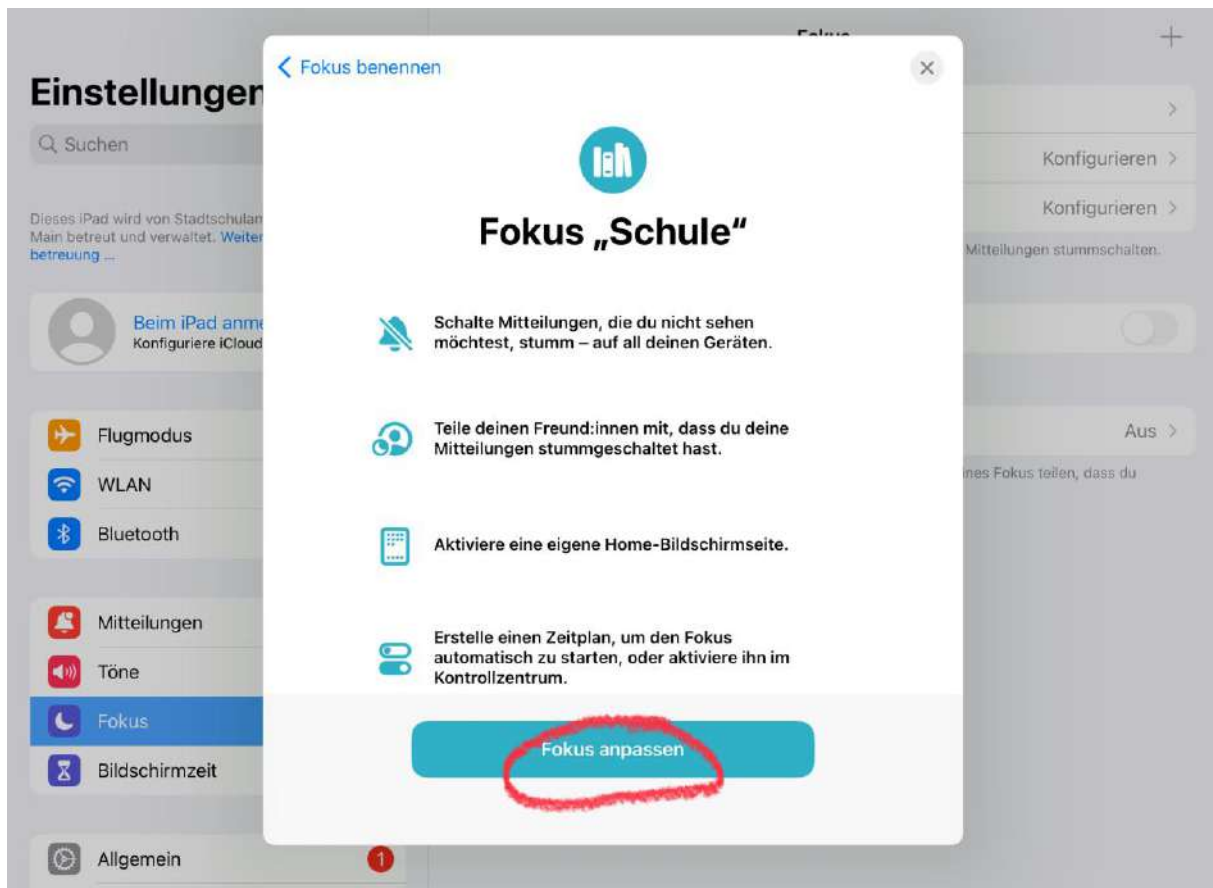 Fokus
Einstellungen
Suchen
Dieses iPad wird von Stadtschulan
Main betreut und verwaltet. Weiter
betreuung ...
Beim iPad anme
Konfiguriere iCloud
Flugmodus
WLAN
Bluetooth
Mitteilungen
Töne
Fokus
Bildschirmzeit
Allgemein
1
Fokus benennen
Fokus „Schule“
Schalte Mitteilungen, die du nicht sehen
möchtest, stumm – auf all deinen Geräten.
Teile deinen Freund:innen mit, dass du deine
Mitteilungen stummgeschaltet hast.
Aktiviere eine eigene Home-Bildschirmseite.
Erstelle einen Zeitplan, um den Fokus
automatisch zu starten, oder aktiviere ihn im
Kontrollzentrum.
Fokus anpassen
Konfigurieren
Konfigurieren
Mitteilungen stummschalten.
Aus
ines Fokus teilen, dass du